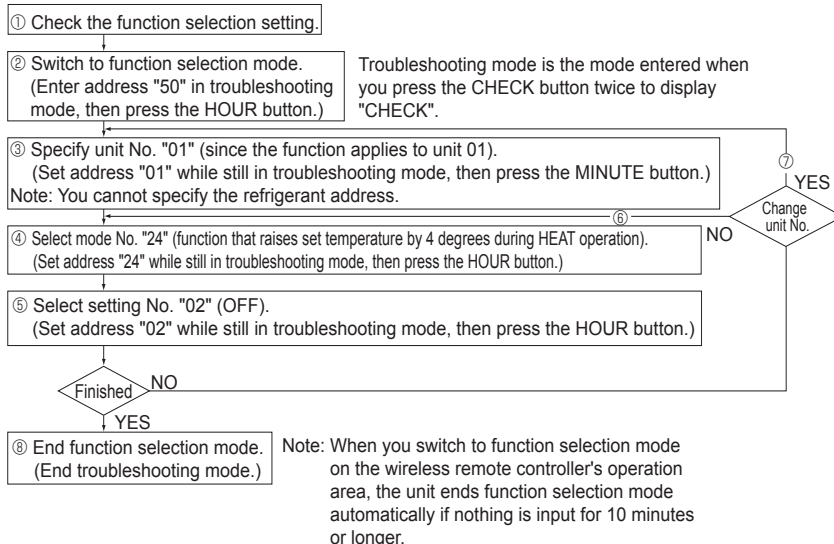 ① Check the function selection setting.
② Switch to function selection mode.
(Enter address "50" in troubleshooting
mode, then press the HOUR button.)
Troubleshooting mode is the mode entered when
you press the CHECK button twice to display
"CHECK".
③ Specify unit No. "01" (since the function applies to unit 01).
(Set address "01" while still in troubleshooting mode, then press the MINUTE button.)
Note: You cannot specify the refrigerant address.
⑦
YES
Change
unit No.
⑥
NO
④ Select mode No. "24" (function that raises set temperature by 4 degrees during HEAT operation).
(Set address "24" while still in troubleshooting mode, then press the HOUR button.)
⑤ Select setting No. "02" (OFF).
(Set address "02" while still in troubleshooting mode, then press the HOUR button.)
Finished
NO
YES
⑧ End function selection mode.
(End troubleshooting mode.)
Note: When you switch to function selection mode
on the wireless remote controller's operation
area, the unit ends function selection mode
automatically if nothing is input for 10 minutes
or longer.